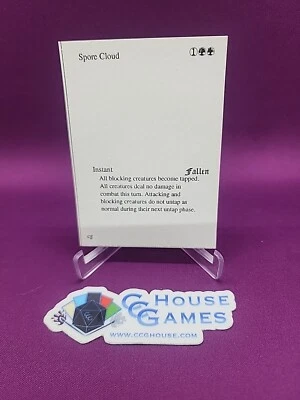 Spore Cloud 1
Instant Fallen
All blocking creatures become tapped.
All creatures deal no damage in
combat this turn. Attacking and
blocking creatures do not untap as
normal during their next untap phase.
CCG HOUSE
GAMES
WWW.CCGHOUSE.COM